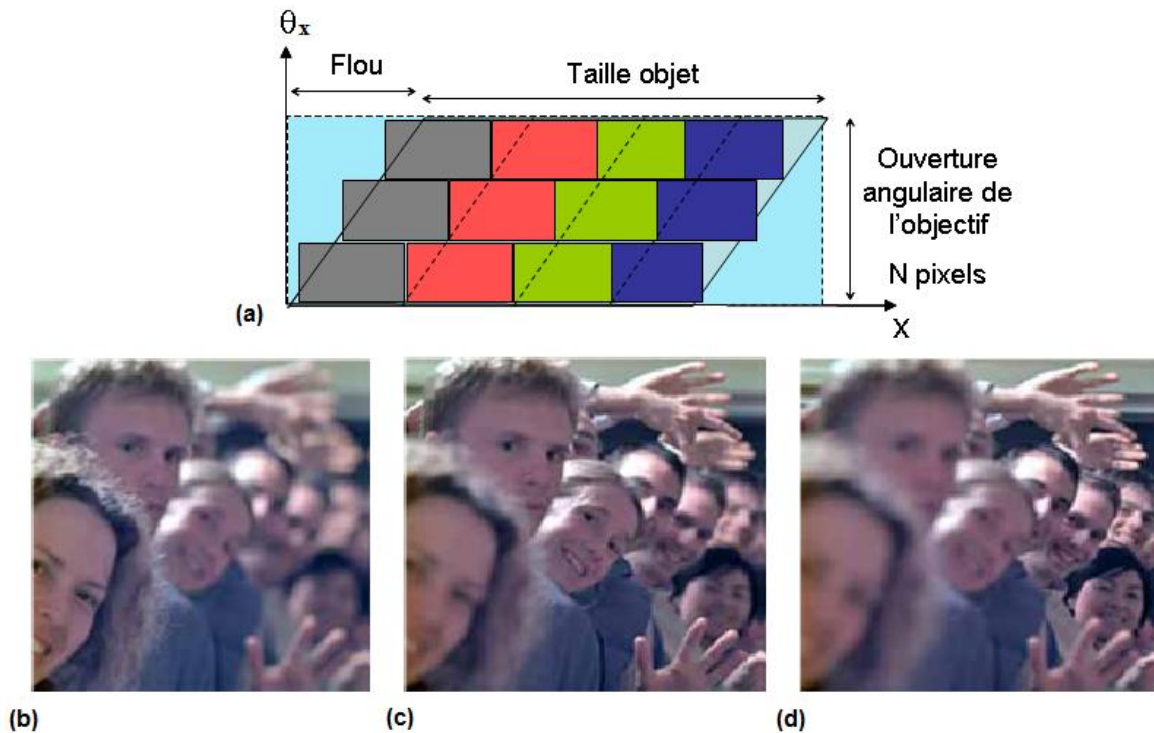 θx
Flou
Taille objet
Ouverture
angulaire de
l'objectif
N pixels
(a)
X
(b)
(c)
(d)